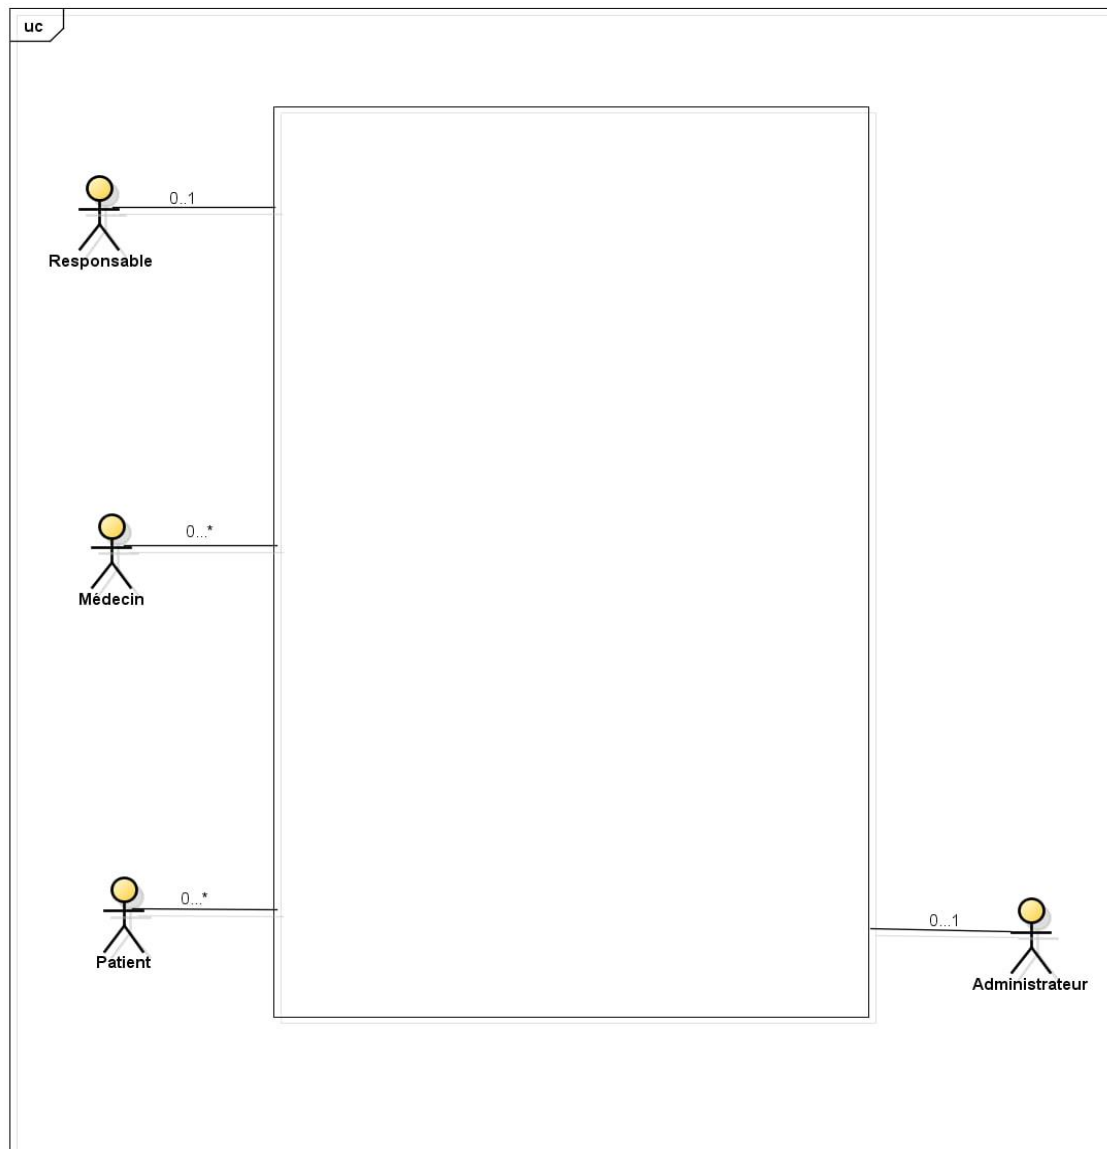 uc
0..1
Responsable
0...*
Médecin
0...*
Patient
0...1
Administrateur